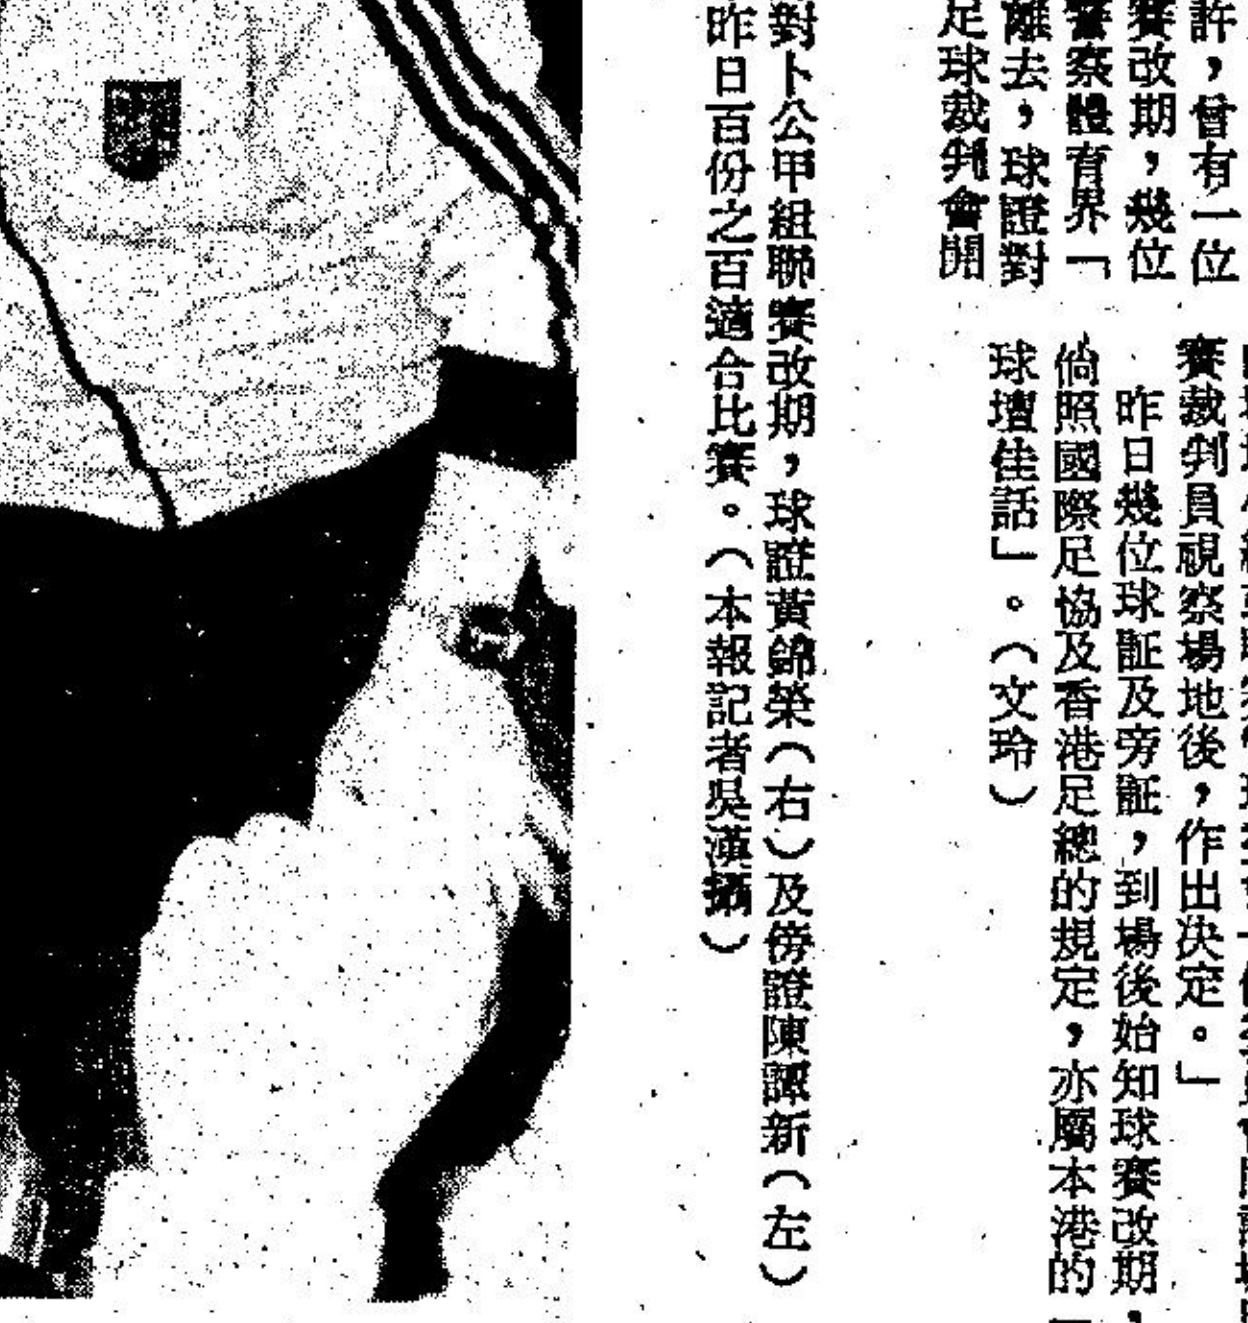 許，曾有一位
賽改期，幾位
警察體育界「
離去，球證對
足球裁判會開
賽裁判員視察場地後，作出决定。」
昨日幾位球証及旁証，到場後始知球賽改期，
倘照國際足協及香港足總的規定，亦屬本港的「
球壇佳話」。（文玲）
對卜公甲組聯賽改期，球證黃錦榮（右）及傍證陳譚新（左）
昨日百份之百適合比賽。（本報記者吳漢攝）